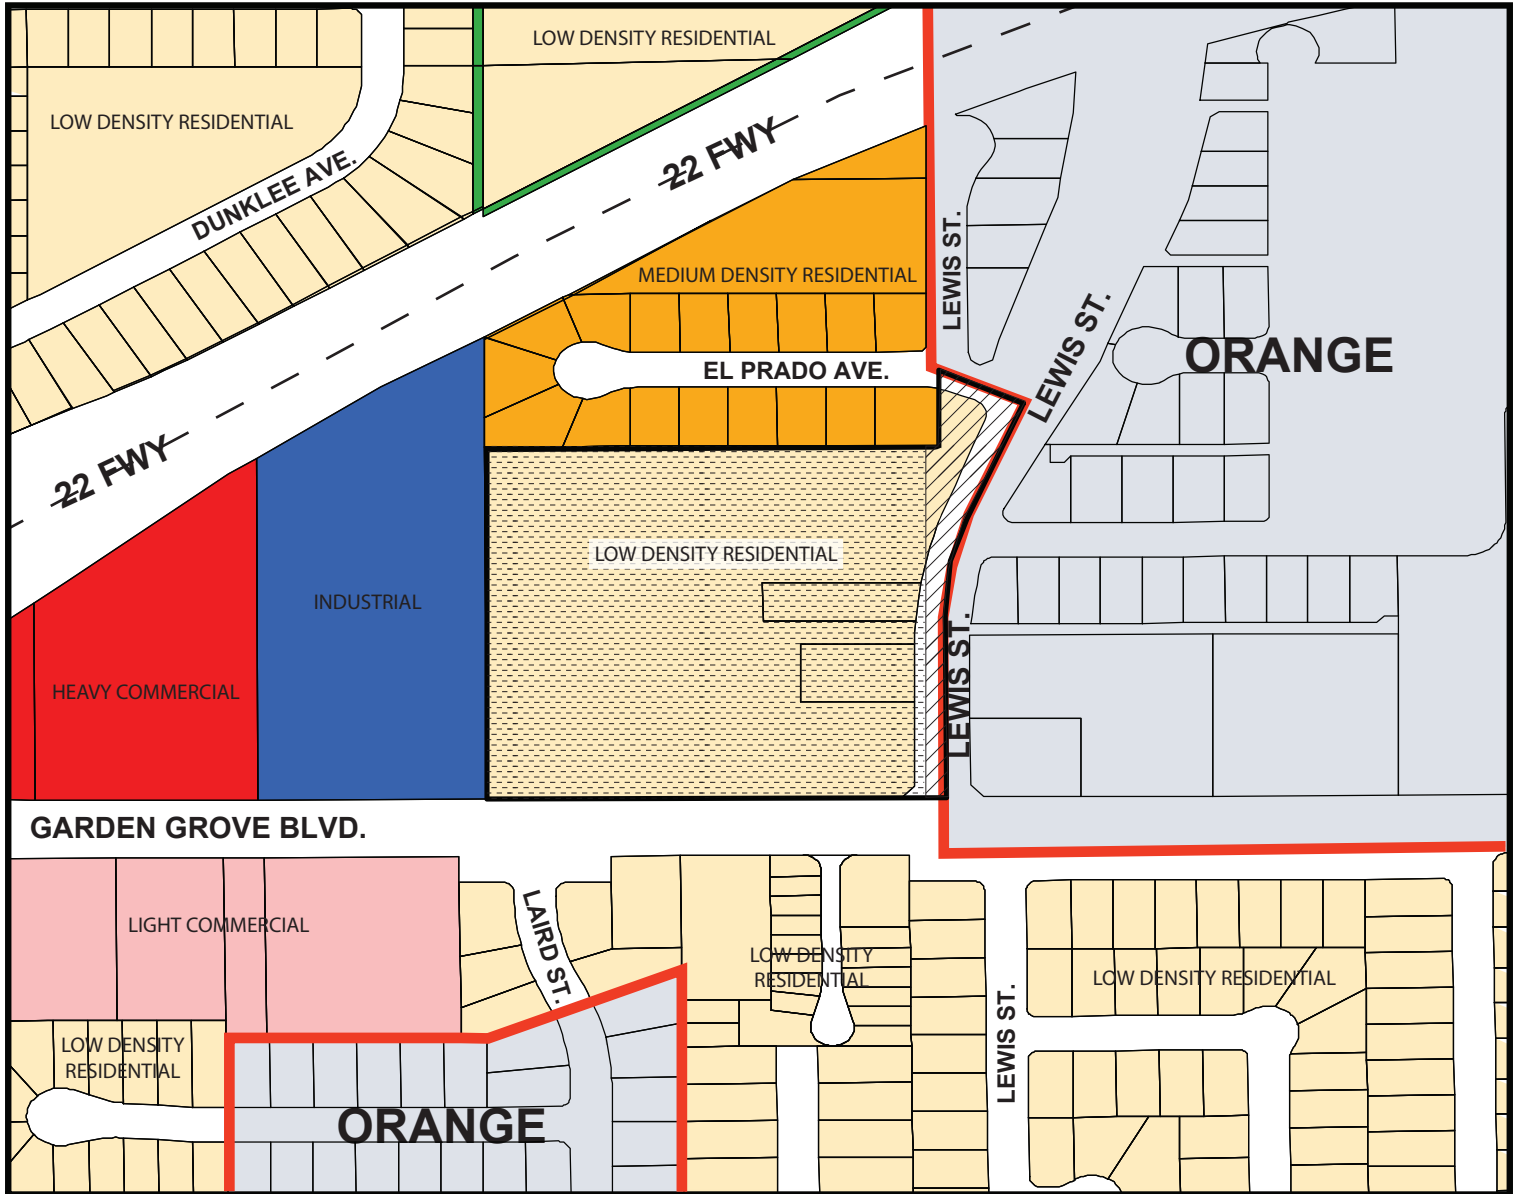 LOW DENSITY RESIDENTIAL
LOW DENSITY RESIDENTIAL
22 FWY
DUNKLEE AVE.
LEWIS ST.
MEDIUM DENSITY RESIDENTIAL
LEWIS ST.
ORANGE
EL PRADO AVE.
22 FWY
LOW DENSITY RESIDENTIAL
INDUSTRIAL
LEWIS ST.
HEAVY COMMERCIAL
GARDEN GROVE BLVD.
LIGHT COMMERCIAL
LAIRD ST.
LOW DENSITY
RESIDENTIAL
LOW DENSITY RESIDENTIAL
LEWIS ST.
LOW DENSITY
RESIDENTIAL
ORANGE